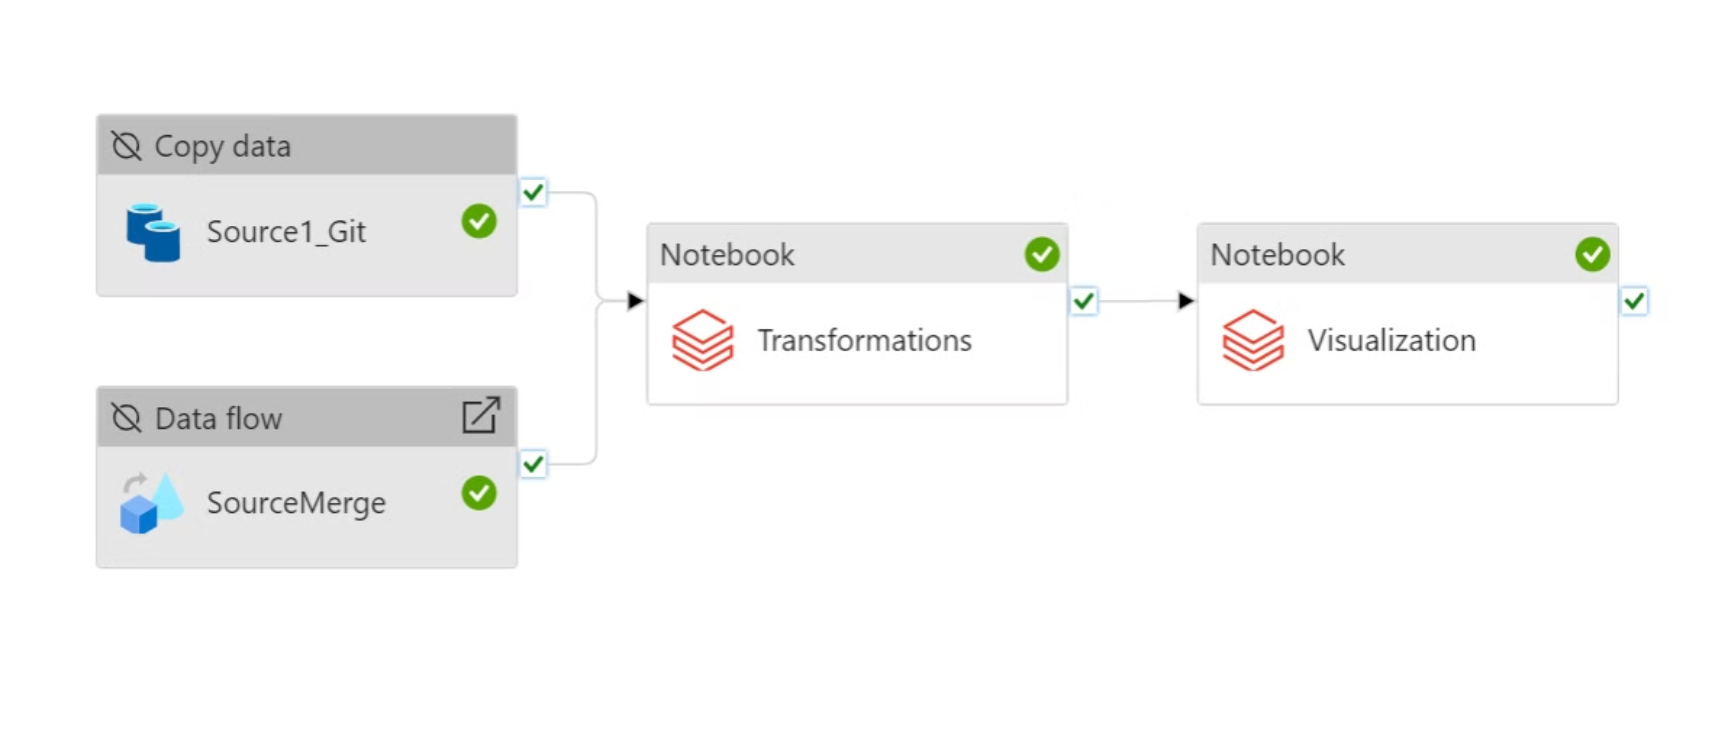 Copy data
Source1_Git
Data flow
SourceMerge
Notebook
Transformations
Notebook
Visualization